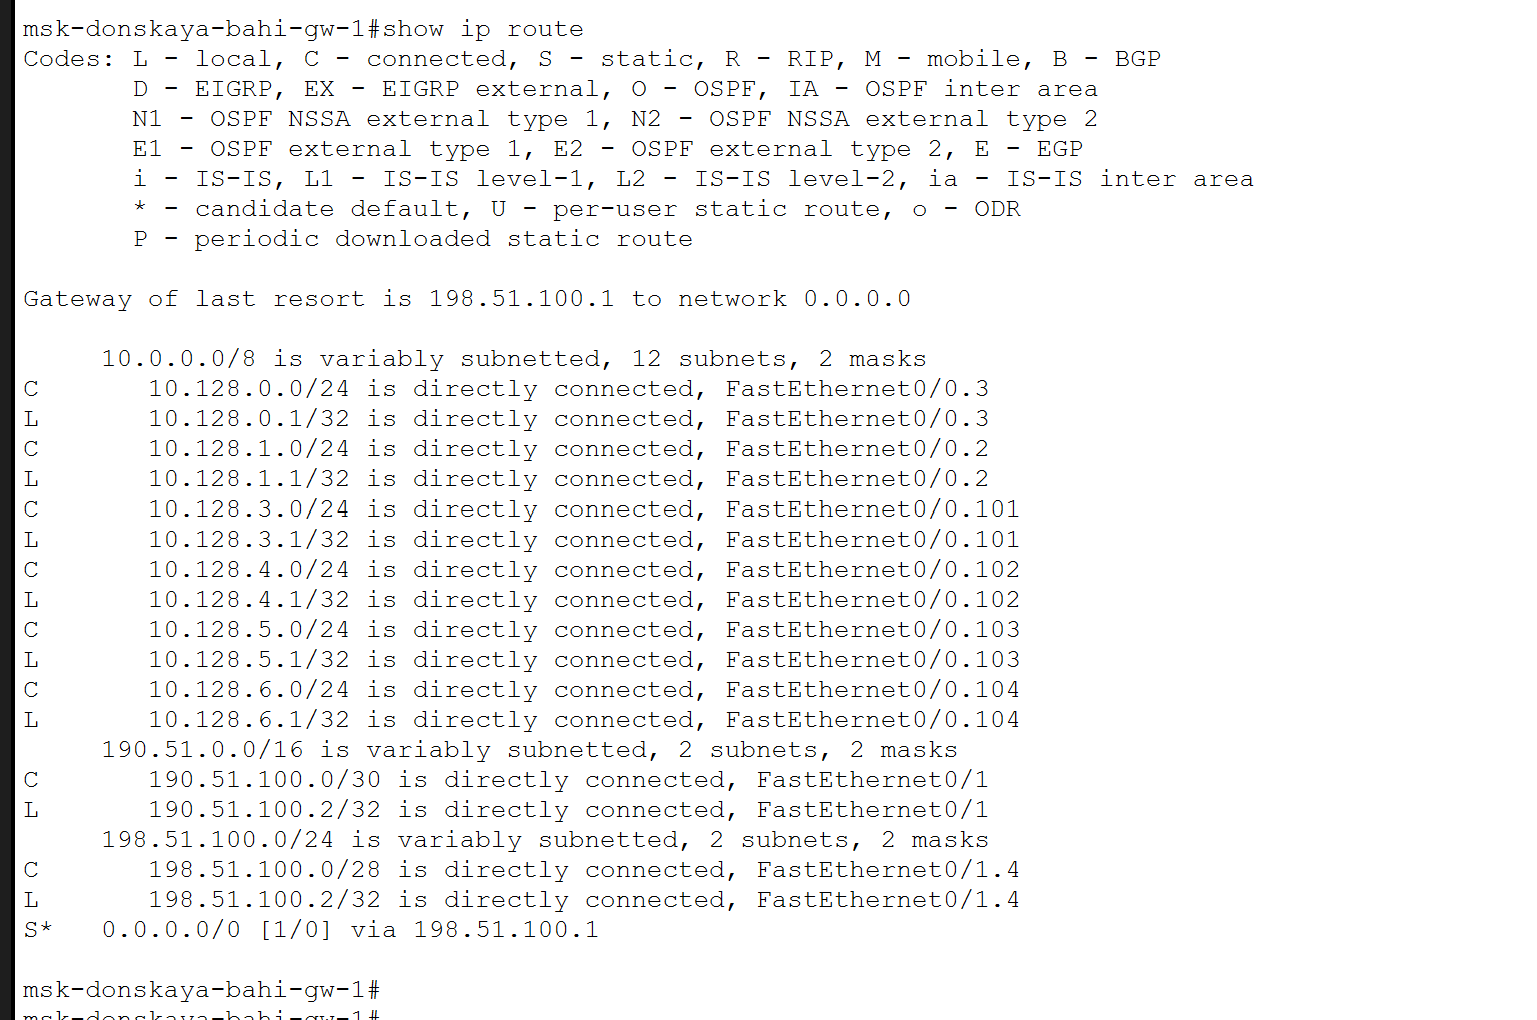 msk-donskaya-bahi-gw-1#show ip route
Codes: L - local, C - connected, S - static, R - RIP, M - mobile, B - BGP
       D - EIGRP, EX - EIGRP external, O - OSPF, IA - OSPF inter area
       N1 - OSPF NSSA external type 1, N2 - OSPF NSSA external type 2
       E1 - OSPF external type 1, E2 - OSPF external type 2, E - EGP
       i - IS-IS, L1 - IS-IS level-1, L2 - IS-IS level-2, ia - IS-IS inter area
       * - candidate default, U - per-user static route, o - ODR
       P - periodic downloaded static route

Gateway of last resort is 198.51.100.1 to network 0.0.0.0

     10.0.0.0/8 is variably subnetted, 12 subnets, 2 masks
C       10.128.0.0/24 is directly connected, FastEthernet0/0.3
L       10.128.0.1/32 is directly connected, FastEthernet0/0.3
C       10.128.1.0/24 is directly connected, FastEthernet0/0.2
L       10.128.1.1/32 is directly connected, FastEthernet0/0.2
C       10.128.3.0/24 is directly connected, FastEthernet0/0.101
L       10.128.3.1/32 is directly connected, FastEthernet0/0.101
C       10.128.4.0/24 is directly connected, FastEthernet0/0.102
L       10.128.4.1/32 is directly connected, FastEthernet0/0.102
C       10.128.5.0/24 is directly connected, FastEthernet0/0.103
L       10.128.5.1/32 is directly connected, FastEthernet0/0.103
C       10.128.6.0/24 is directly connected, FastEthernet0/0.104
L       10.128.6.1/32 is directly connected, FastEthernet0/0.104
     190.51.0.0/16 is variably subnetted, 2 subnets, 2 masks
C       190.51.100.0/30 is directly connected, FastEthernet0/1
L       190.51.100.2/32 is directly connected, FastEthernet0/1
     198.51.100.0/24 is variably subnetted, 2 subnets, 2 masks
C       198.51.100.0/28 is directly connected, FastEthernet0/1.4
L       198.51.100.2/32 is directly connected, FastEthernet0/1.4
S*   0.0.0.0/0 [1/0] via 198.51.100.1

msk-donskaya-bahi-gw-1#
msk-donskaya-bahi-gw-1#